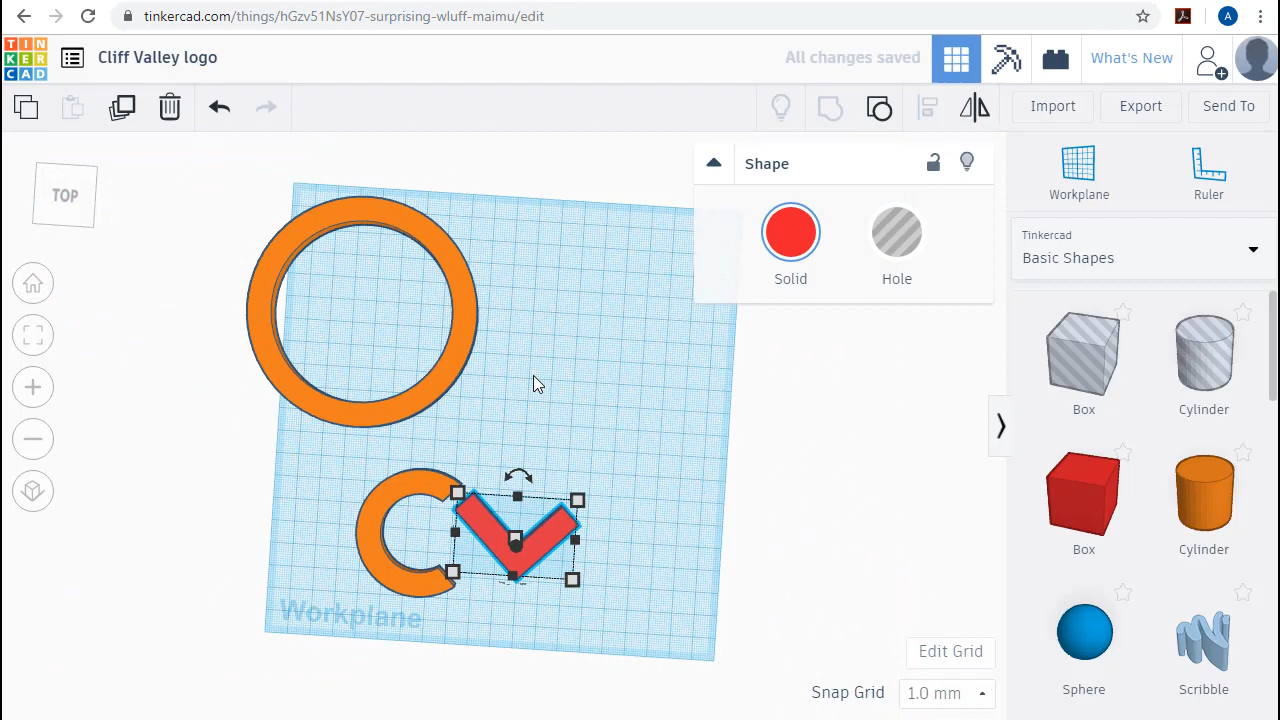 tinkercad.com/things/hGzv51NsY07-surprising-wluff-maimu/edit
A
TIN
KER
CAD
Cliff Valley logo
All changes saved
What's New
Import
Export
Send To
TOP
Shape
Solid
Hole
Workplane
Ruler
Tinkercad
Basic Shapes
Box
Cylinder
Box
Cylinder
Sphere
Scribble
Workplane
Edit Grid
Snap Grid
1.0 mm